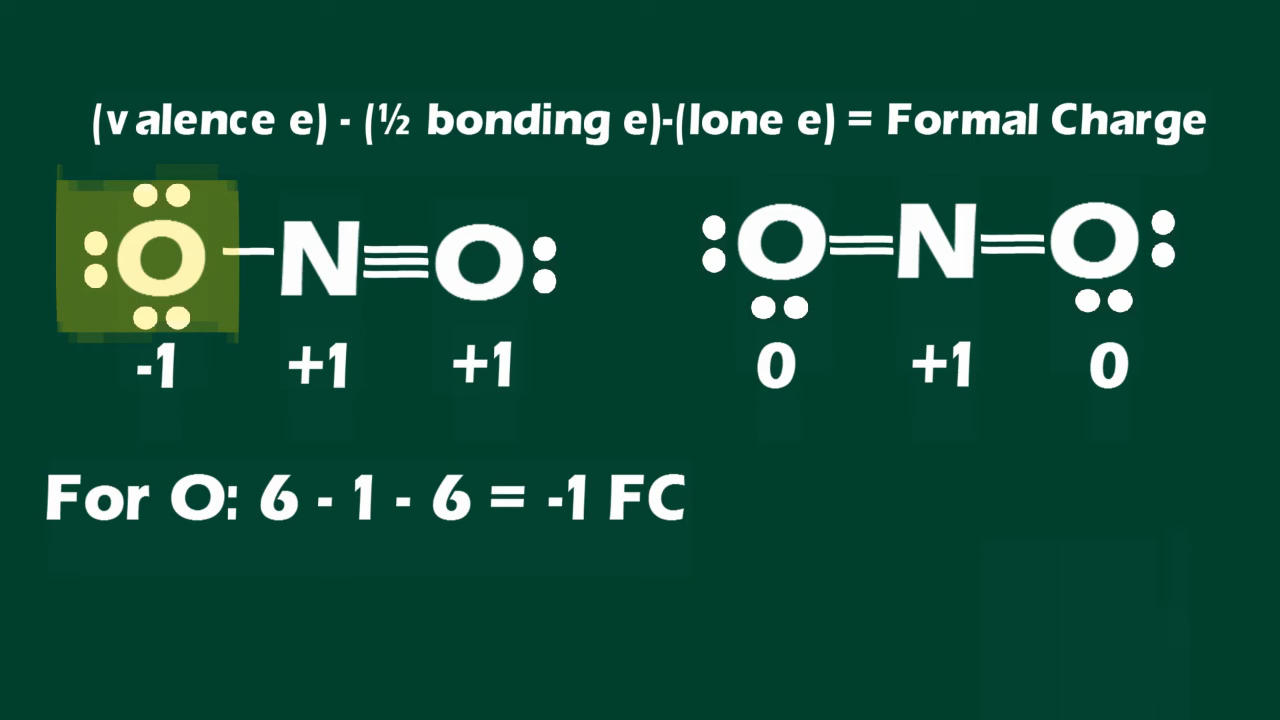 (valence e) - (½ bonding e)-(lone e) = Formal Charge
O—N≡O O=N=O
-1 +1 +1 0 +1 0
For O: 6 - 1 - 6 = -1 FC